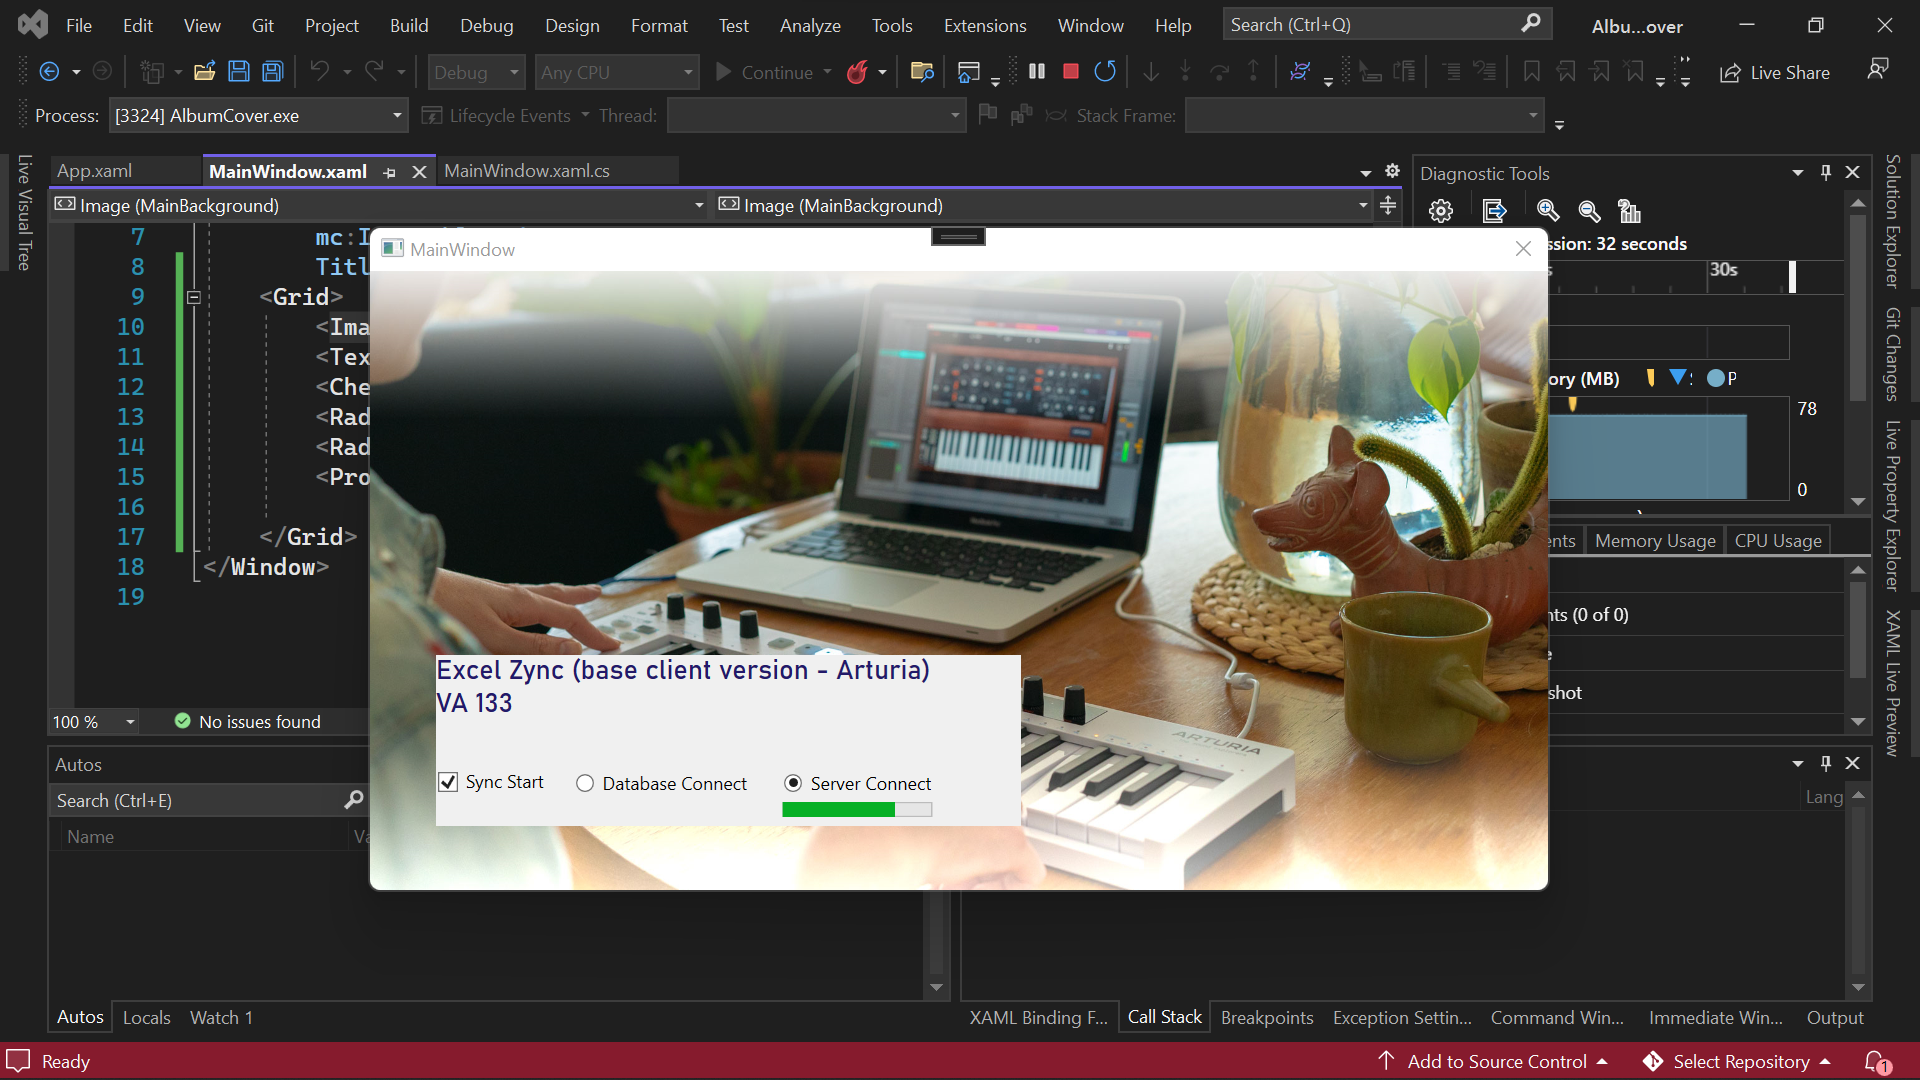 File Edit View Git Project Build Debug Design Format Test Analyze Tools Extensions Window Help Search (Ctrl+Q) Albu...over
Debug Any CPU Continue Live Share
Process: [3324] AlbumCover.exe Lifecycle Events Thread: Stack Frame:
Live Visual Tree
App.xaml MainWindow.xaml MainWindow.xaml.cs
Image (MainBackground) Image (MainBackground)
7 mc:I
8 Titl
9 <Grid>
10 <Ima
11 <Tex
12 <Che
13 <Rad
14 <Rad
15 <Pro
16
17 </Grid>
18 </Window>
19
100 % No issues found
MainWindow
ARTURIA
Excel Zync (base client version - Arturia)
VA 133
Sync Start Database Connect Server Connect
Diagnostic Tools
ssion: 32 seconds
30s
ory (MB) P
78
0
ents Memory Usage CPU Usage
nts (0 of 0)
shot
Solution Explorer
Git Changes
Live Property Explorer
XAML Live Preview
Autos
Search (Ctrl+E)
Name
Lang
Autos Locals Watch 1
XAML Binding F... Call Stack Breakpoints Exception Settin... Command Win... Immediate Win... Output
Ready Add to Source Control Select Repository 1